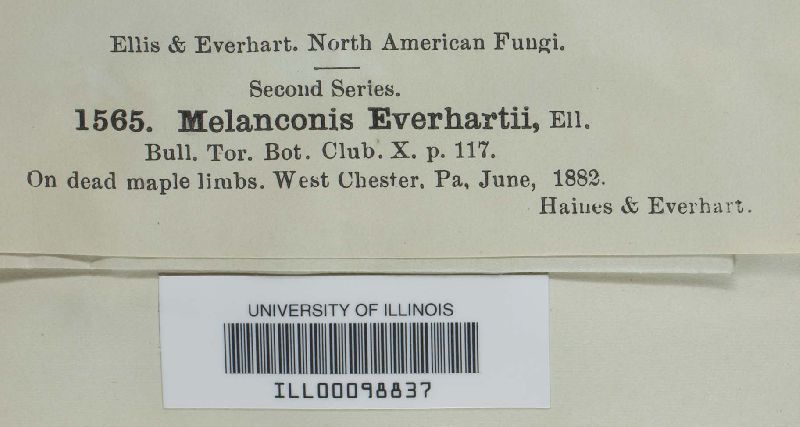 Ellis & Everhart. North American Fungi.
Second Series.
1565. Melanconis Everhartii, Ell.
Bull. Tor. Bot. Club. X. p. 117.
On dead maple limbs. West Chester, Pa, June, 1882.
Haines & Everhart.
UNIVERSITY OF ILLINOIS
ILL00098837